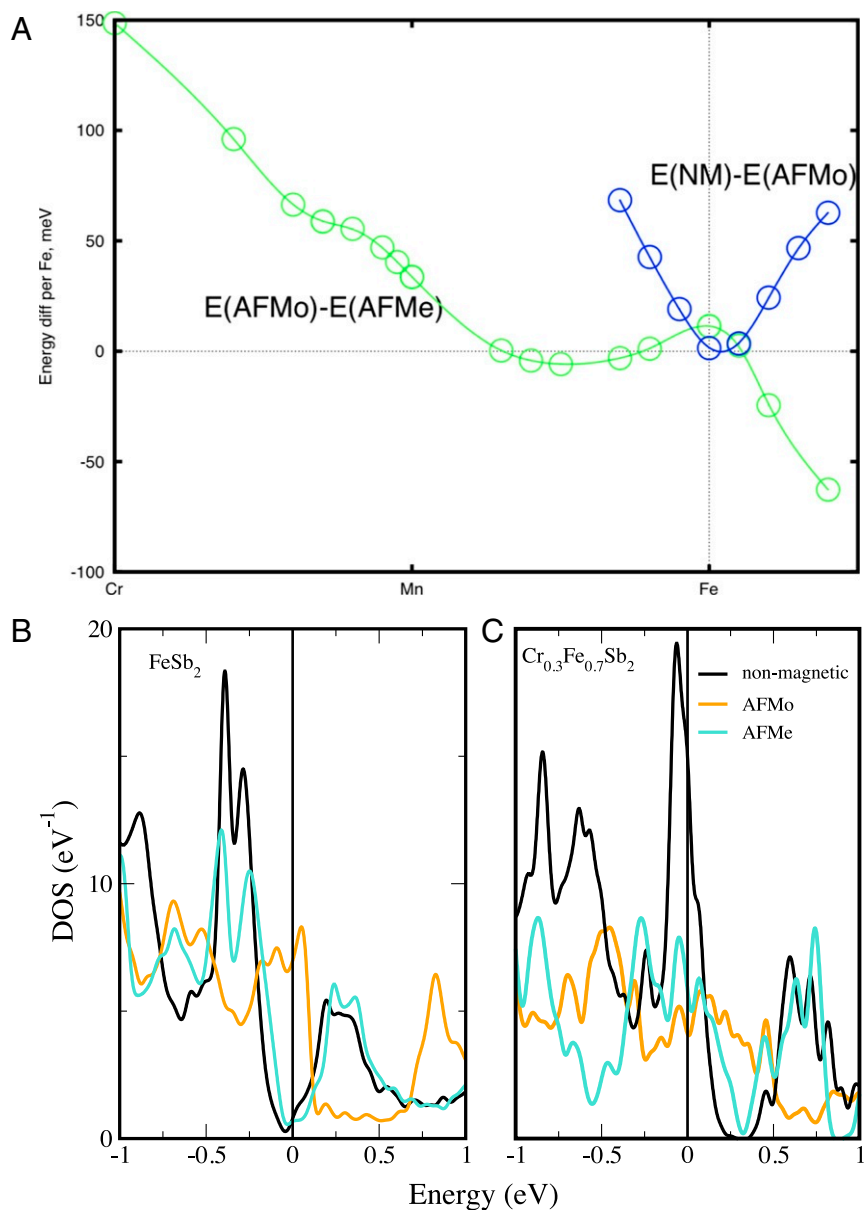 A
150
100
50
0
-50
-100
Energy diff per Fe, meV
E(NM)-E(AFMo)
E(AFMo)-E(AFMe)
Cr
Mn
Fe
B
C
20
10
0
DOS (eV⁻¹)
FeSb₂
Cr₀.₃Fe₀.₇Sb₂
non-magnetic
AFMo
AFMe
-1
-0.5
0
0.5
1
-1
-0.5
0
0.5
1
Energy (eV)